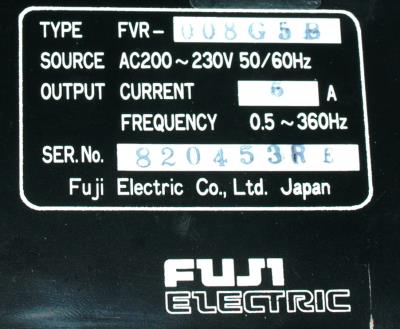 TYPE FVR-008G5B
SOURCE AC200~230V 50/60Hz
OUTPUT CURRENT 5 A
FREQUENCY 0.5~360Hz
SER.No. 820453RE
Fuji Electric Co., Ltd. Japan
FUJI
ELECTRIC